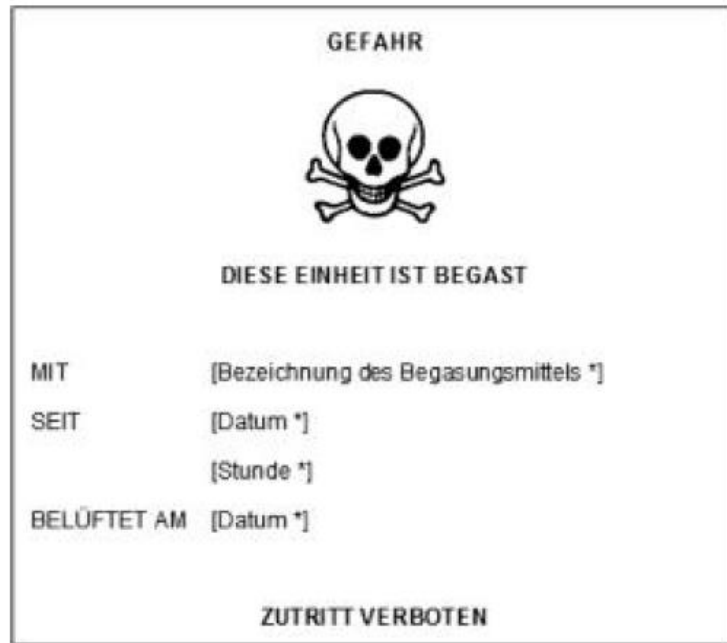 GEFAHR
DIESE EINHEIT IST BEGAST
MIT [Bezeichnung des Begasungsmittels *]
SEIT [Datum *]
[Stunde *]
BELÜFTET AM [Datum *]
ZUTRITT VERBOTEN